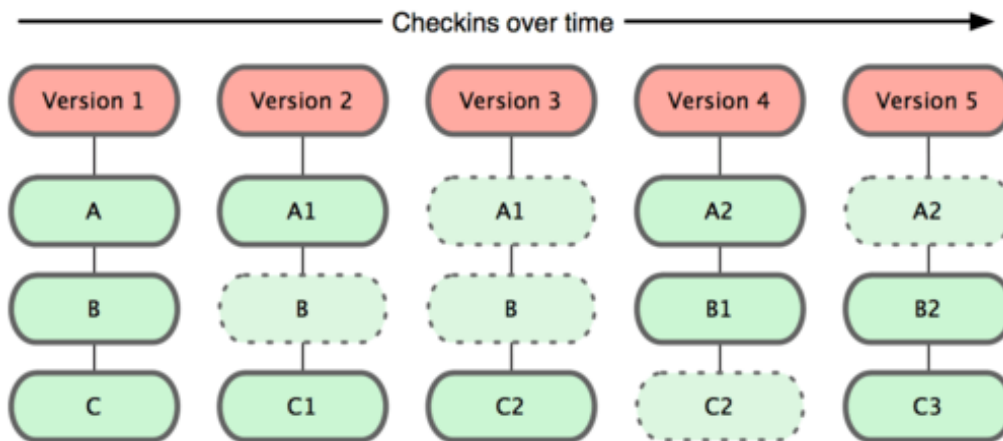 Checkins over time
Version 1 Version 2 Version 3 Version 4 Version 5
A A1 A1 A2 A2
B B B B1 B2
C C1 C2 C2 C3